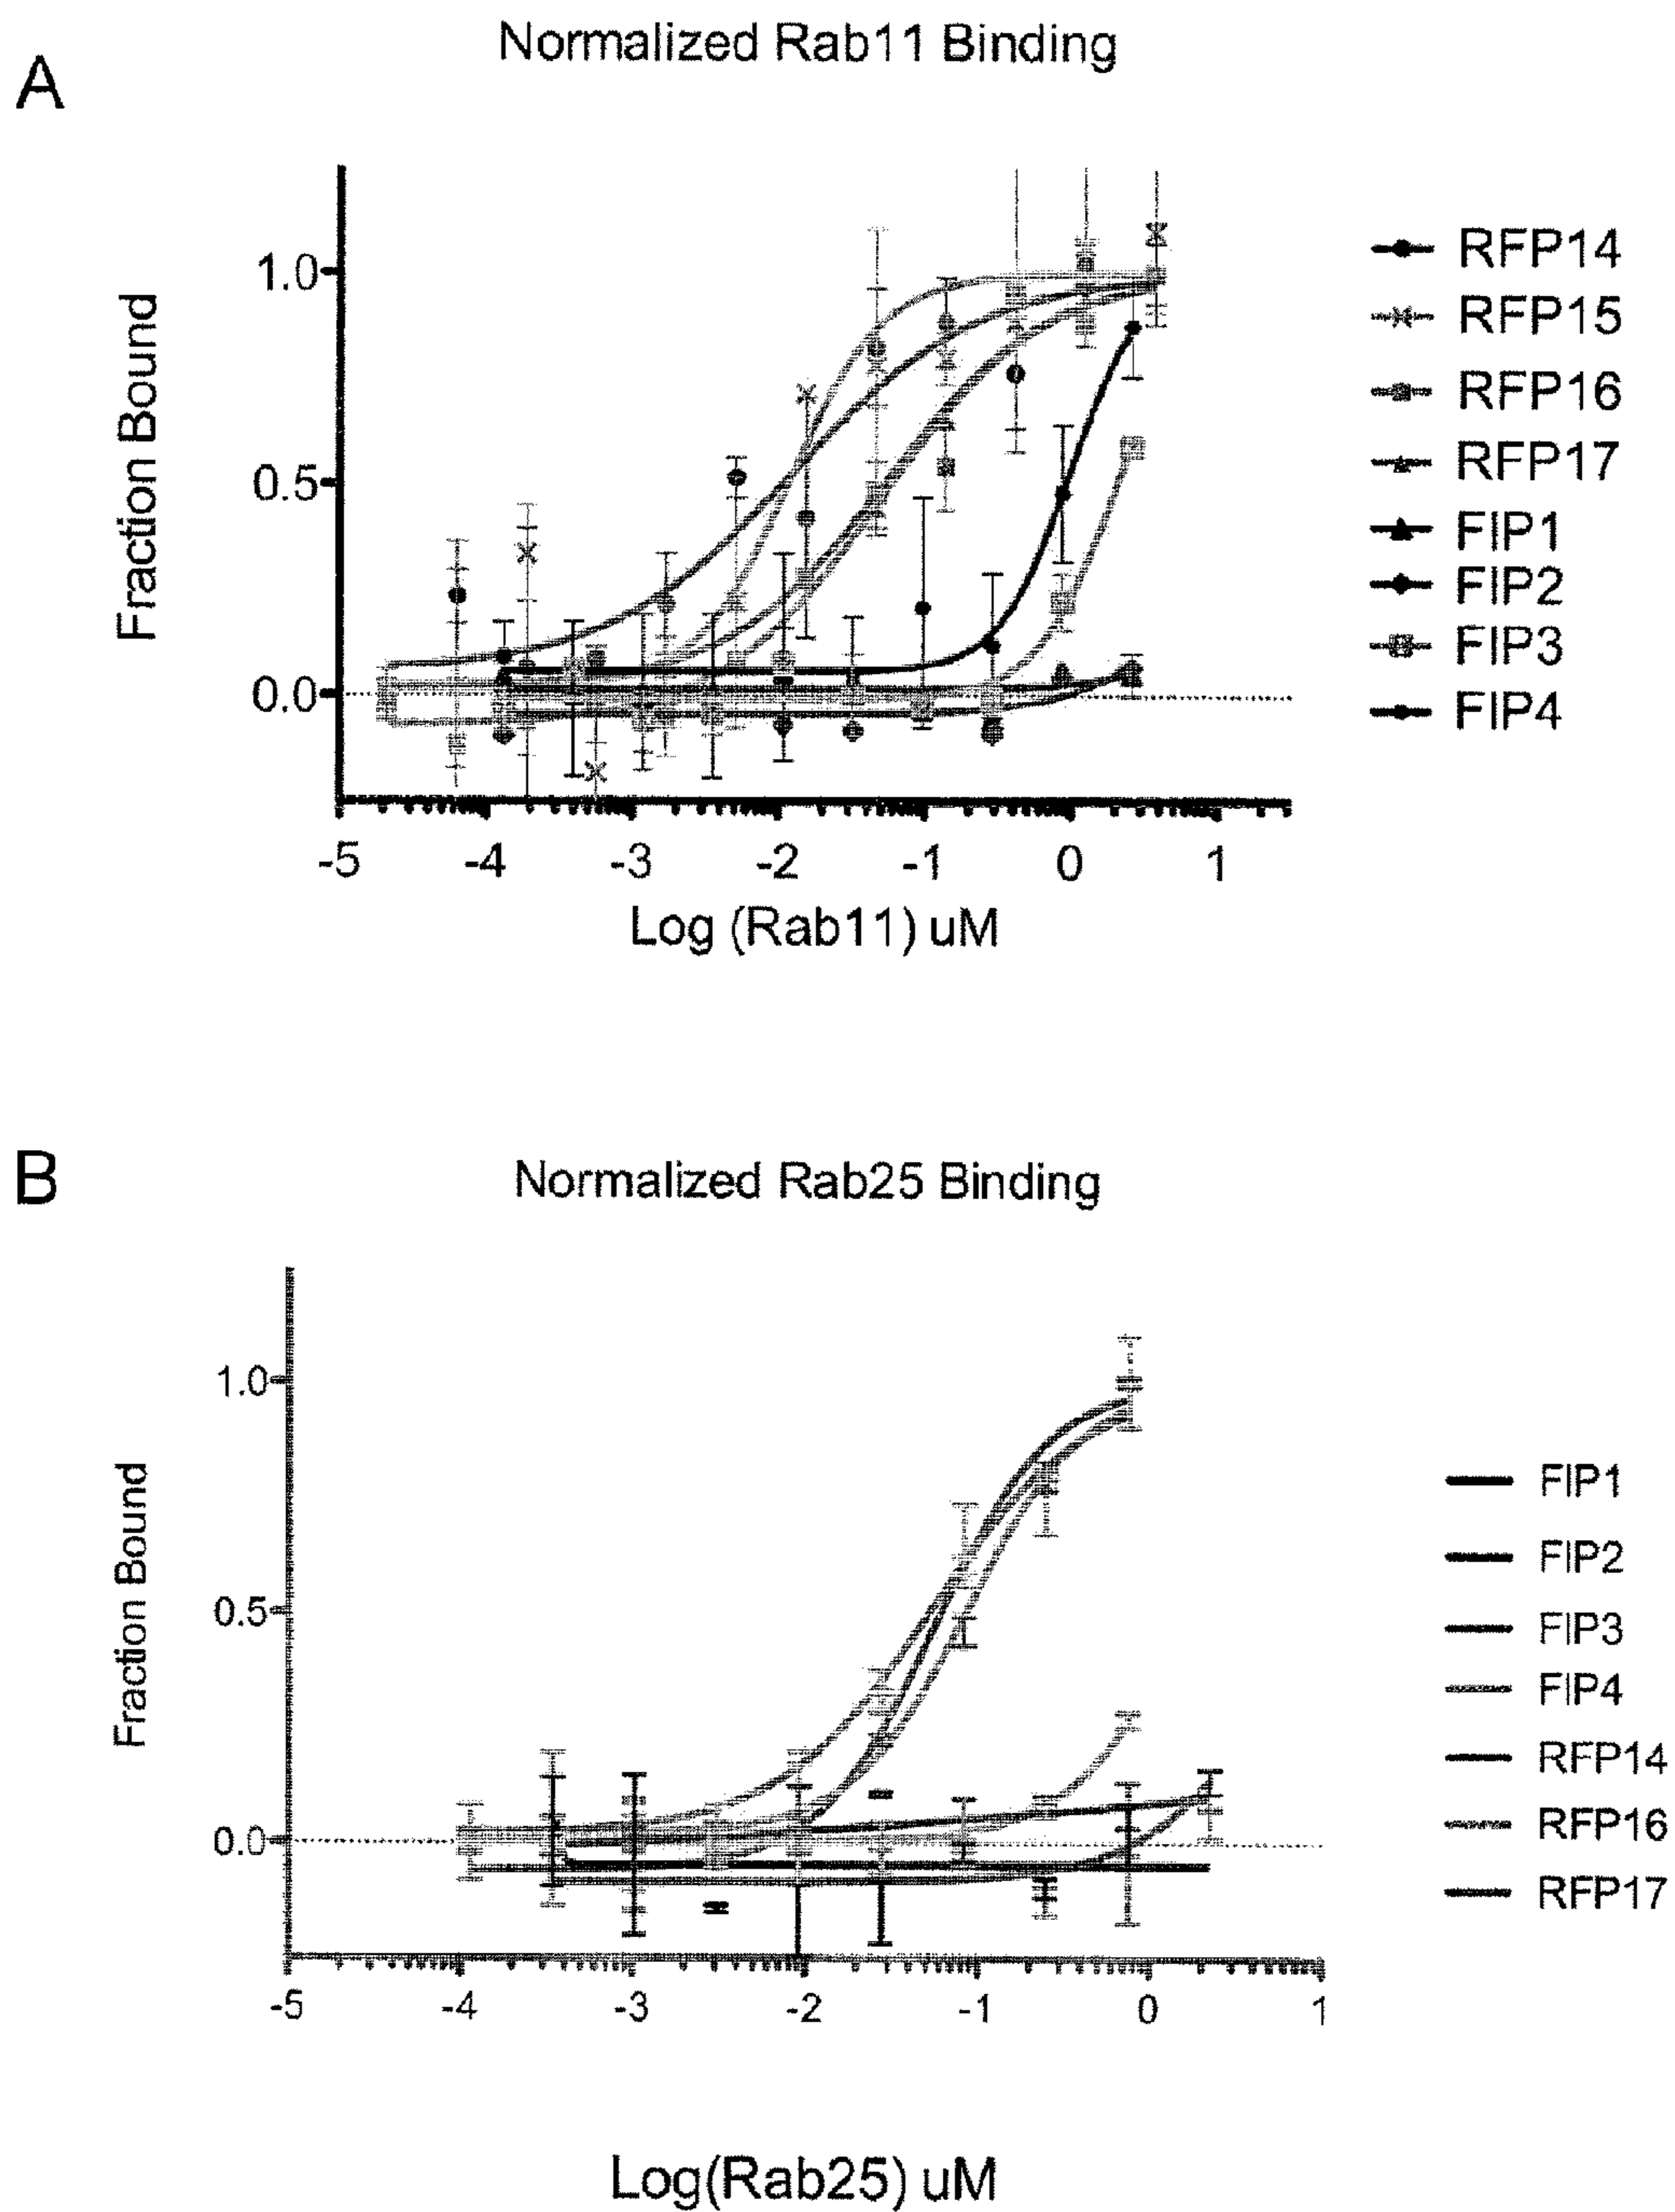 A
Normalized Rab11 Binding
Fraction Bound
1.0
0.5
0.0
-5 -4 -3 -2 -1 0 1
Log (Rab11) uM
RFP14
RFP15
RFP16
RFP17
FIP1
FIP2
FIP3
FIP4
B
Normalized Rab25 Binding
Fraction Bound
1.0
0.5
0.0
-5 -4 -3 -2 -1 0 1
Log(Rab25) uM
FIP1
FIP2
FIP3
FIP4
RFP14
RFP16
RFP17